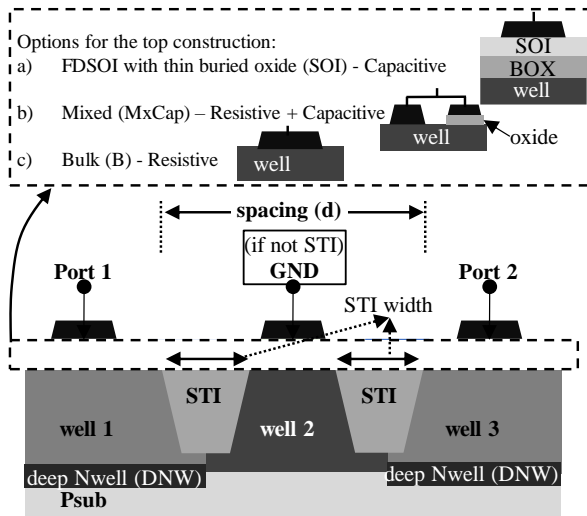 Options for the top construction:
a) FDSOI with thin buried oxide (SOI) - Capacitive
SOI
BOX
well
b) Mixed (MxCap) – Resistive + Capacitive
well
oxide
c) Bulk (B) - Resistive
well
spacing (d)
(if not STI)
GND
Port 1
Port 2
STI width
STI
STI
well 1
well 2
well 3
deep Nwell (DNW)
deep Nwell (DNW)
Psub